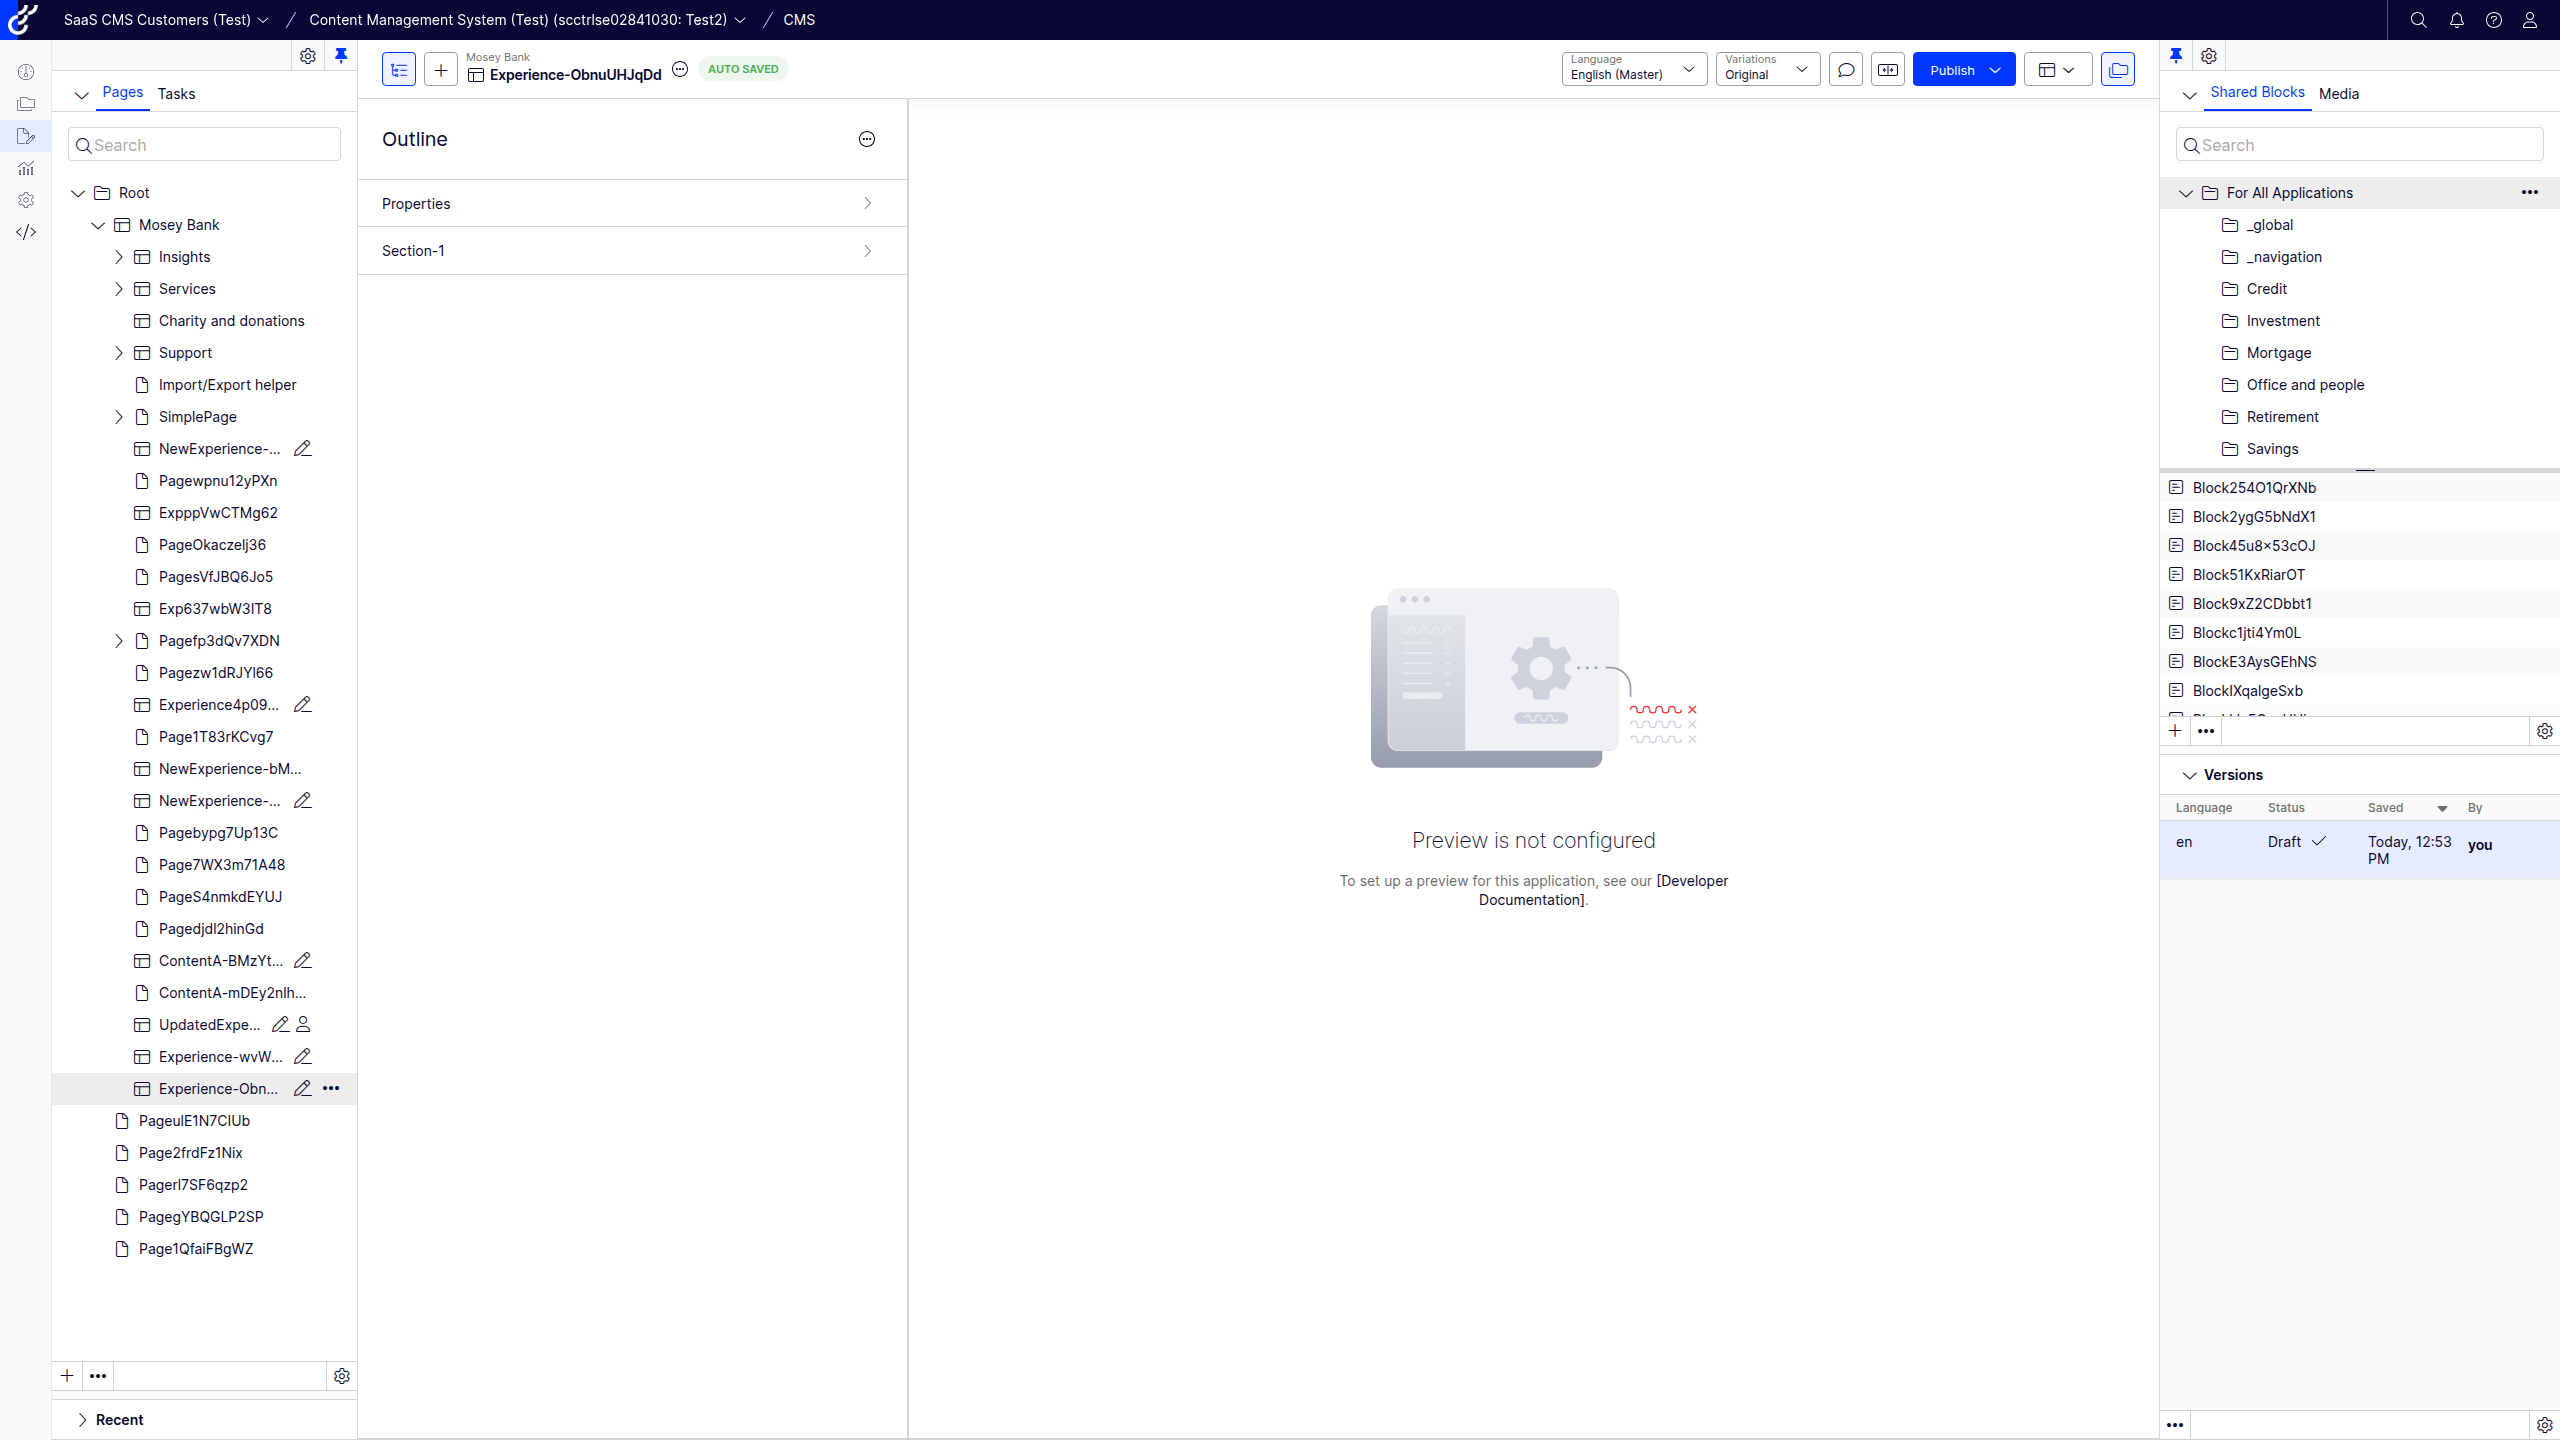 SaaS CMS Customers (Test)
Content Management System (Test) (scctrlse02841030: Test2)
CMS
Pages
Tasks
Search
Root
Mosey Bank
Insights
Services
Charity and donations
Support
Import/Export helper
SimplePage
NewExperience-...
Pagewpnu12yPXn
ExpppVwCTMg62
PageOkaczelj36
PagesVfJBQ6Jo5
Exp637wbW3IT8
Pagefp3dQv7XDN
Pagezw1dRJYl66
Experience4p09...
Page1T83rKCvg7
NewExperience-bM...
NewExperience-...
Pagebypg7Up13C
Page7WX3m71A48
PageS4nmkdEYUJ
Pagedjdl2hinGd
ContentA-BMzYt...
ContentA-mDEy2nlh...
UpdatedExpe...
Experience-wvW...
Experience-Obn...
PageulE1N7CIUb
Page2frdFz1Nix
Pagerl7SF6qzp2
PagegYBQGLP2SP
Page1QfaiFBgWZ
Recent
Mosey Bank
Experience-ObnuUHJqDd
AUTO SAVED
Language
English (Master)
Variations
Original
Publish
Outline
Properties
Section-1
Preview is not configured
To set up a preview for this application, see our [Developer
Documentation].
Shared Blocks
Media
Search
For All Applications
_global
_navigation
Credit
Investment
Mortgage
Office and people
Retirement
Savings
Block254O1QrXNb
Block2ygG5bNdX1
Block45u8x53cOJ
Block51KxRiarOT
Block9xZ2CDbbt1
Blockc1jti4Ym0L
BlockE3AysGEhNS
BlockIXqaIgeSxb
Versions
Language
Status
Saved
By
en
Draft
Today, 12:53
PM
you